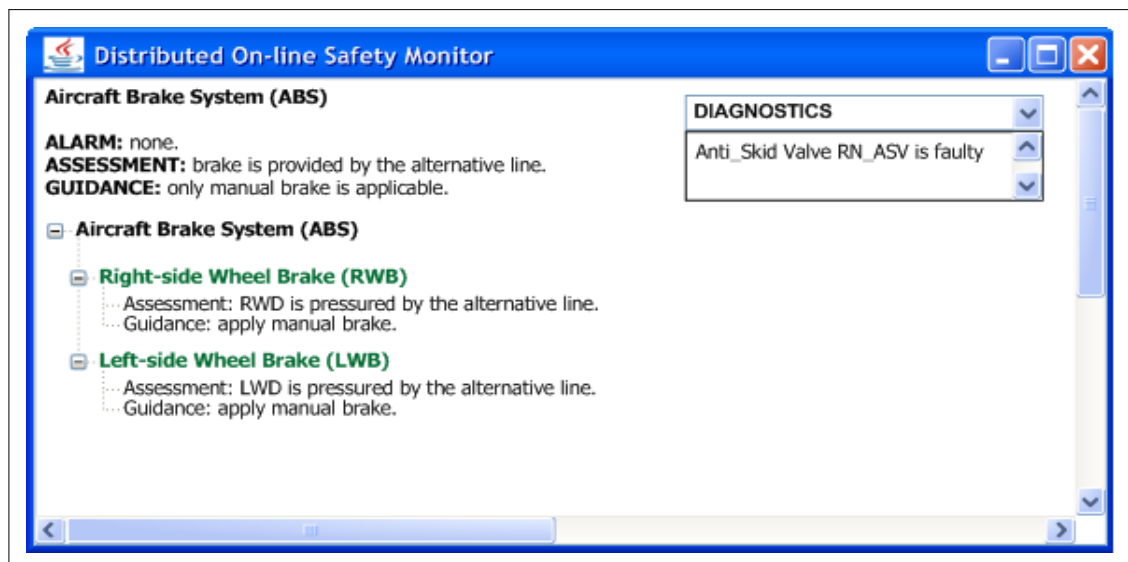 Distributed On-line Safety Monitor
Aircraft Brake System (ABS)
DIAGNOSTICS
ALARM: none.
Anti_Skid Valve RN_ASV is faulty
ASSESSMENT: brake is provided by the alternative line.
GUIDANCE: only manual brake is applicable.
Aircraft Brake System (ABS)
Right-side Wheel Brake (RWB)
Assessment: RWD is pressured by the alternative line.
Guidance: apply manual brake.
Left-side Wheel Brake (LWB)
Assessment: LWD is pressured by the alternative line.
Guidance: apply manual brake.